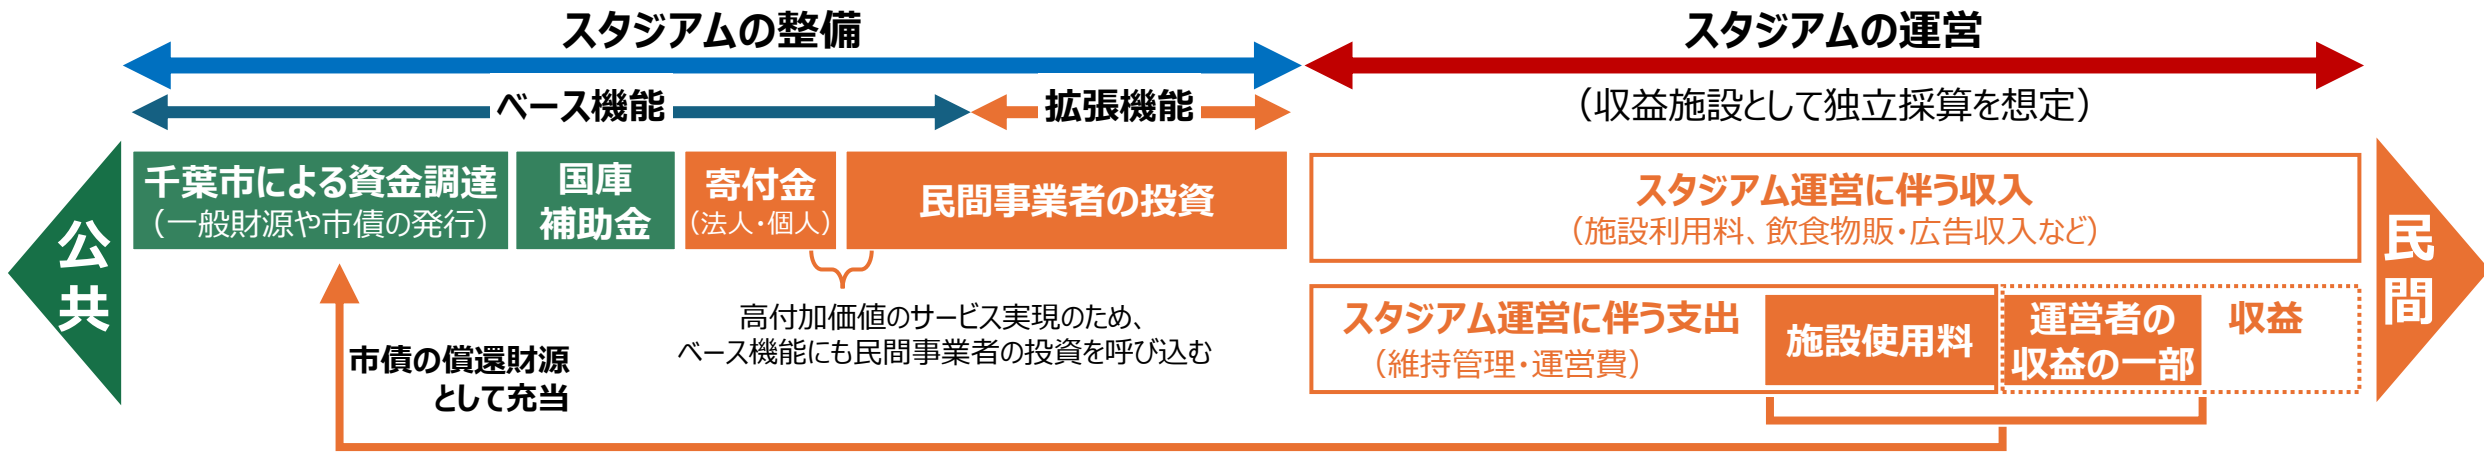 スタジアムの整備
スタジアムの運営
ベース機能
拡張機能
（収益施設として独立採算を想定）
公共
千葉市による資金調達
（一般財源や市債の発行）
国庫
補助金
寄付金
（法人・個人）
民間事業者の投資
スタジアム運営に伴う収入
（施設利用料、飲食物販・広告収入など）
民間
高付加価値のサービス実現のため、
ベース機能にも民間事業者の投資を呼び込む
スタジアム運営に伴う支出
（維持管理・運営費）
施設使用料
運営者の
収益の一部
収益
市債の償還財源
として充当